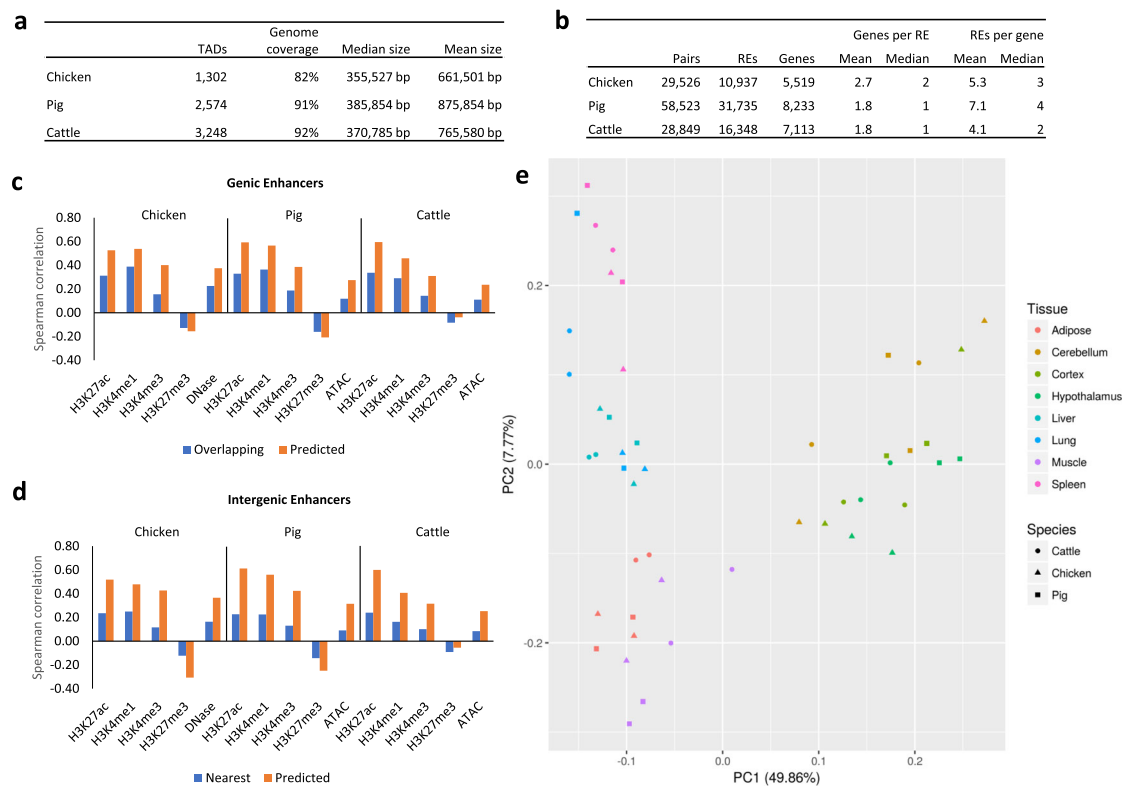 a
Genome
TADs coverage Median size Mean size
Chicken 1,302 82% 355,527 bp 661,501 bp
Pig 2,574 91% 385,854 bp 875,854 bp
Cattle 3,248 92% 370,785 bp 765,580 bp
b
Genes per RE REs per gene
Pairs REs Genes Mean Median Mean Median
Chicken 29,526 10,937 5,519 2.7 2 5.3 3
Pig 58,523 31,735 8,233 1.8 1 7.1 4
Cattle 28,849 16,348 7,113 1.8 1 4.1 2
c
Genic Enhancers
Chicken Pig Cattle
Spearman correlation
0.80
0.60
0.40
0.20
0.00
-0.20
-0.40
H3K27ac H3K4me1 H3K4me3 H3K27me3 DNase H3K27ac H3K4me1 H3K4me3 H3K27me3 ATAC H3K27ac H3K4me1 H3K4me3 H3K27me3 ATAC
Overlapping Predicted
d
Intergenic Enhancers
Chicken Pig Cattle
Spearman correlation
0.80
0.60
0.40
0.20
0.00
-0.20
-0.40
H3K27ac H3K4me1 H3K4me3 H3K27me3 DNase H3K27ac H3K4me1 H3K4me3 H3K27me3 ATAC H3K27ac H3K4me1 H3K4me3 H3K27me3 ATAC
Nearest Predicted
e
PC2 (7.77%)
0.2
0.0
-0.2
-0.1 0.0 0.1 0.2
PC1 (49.86%)
Tissue
Adipose
Cerebellum
Cortex
Hypothalamus
Liver
Lung
Muscle
Spleen
Species
Cattle
Chicken
Pig